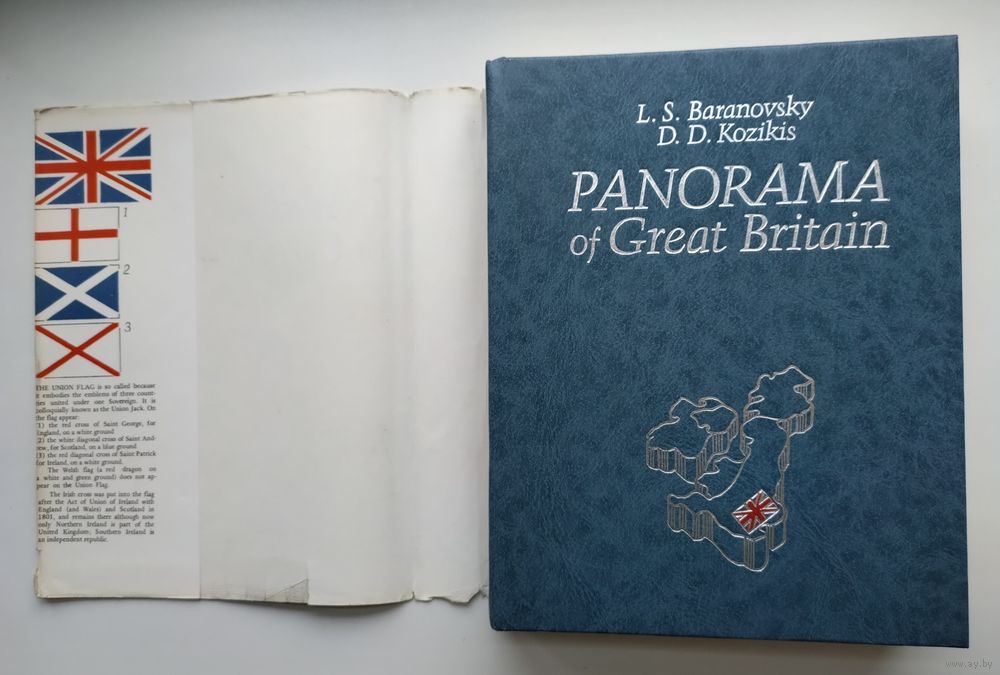 1
2
3
THE UNION FLAG is so called because
it embodies the emblems of three count-
ries united under one Sovereign. It is
colloquially known as the Union Jack. On
the flag appear:
(1) the red cross of Saint George, for
England, on a white ground
(2) the white diagonal cross of Saint And-
rew, for Scotland, on a blue ground
(3) the red diagonal cross of Saint Patrick
for Ireland, on a white ground.
The Welsh flag (a red dragon on
a white and green ground) does not ap-
pear on the Union Flag.
The Irish cross was put into the flag
after the Act of Union of Ireland with
England (and Wales) and Scotland in
1801, and remains there although now
only Northern Ireland is part of the
United Kingdom; Southern Ireland is
an independent republic.
L. S. Baranovsky
D. D. Kozikis
PANORAMA
of Great Britain
www.ay.by